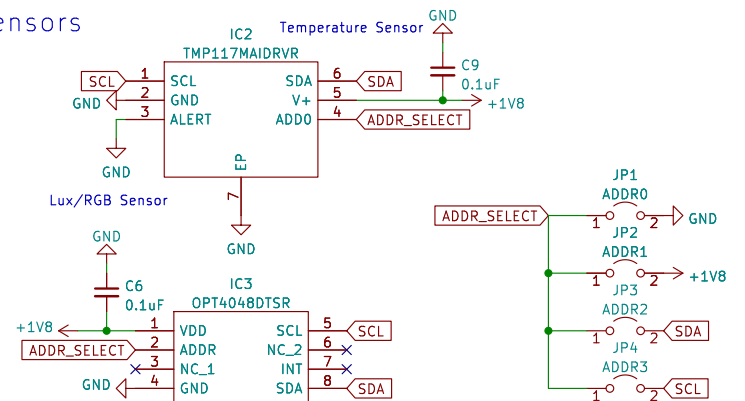 ensors
IC2
TMP117MAIDRVR
Temperature Sensor
GND
C9
0.1uF
+1V8
SCL 1 SCL SDA 6 SDA
GND 2 GND V+ 5
3 ALERT ADD0 4 ADDR_SELECT
GND
EP
7
GND
Lux/RGB Sensor
GND
C6
0.1uF
IC3
OPT4048DTSR
+1V8 1 VDD SCL 5 SCL
ADDR_SELECT 2 ADDR NC_2 6
3 NC_1 INT 7
GND 4 GND SDA 8 SDA
JP1
ADDR0
ADDR_SELECT 1 2 GND
JP2
ADDR1
1 2 +1V8
JP3
ADDR2
1 2 SDA
JP4
ADDR3
1 2 SCL